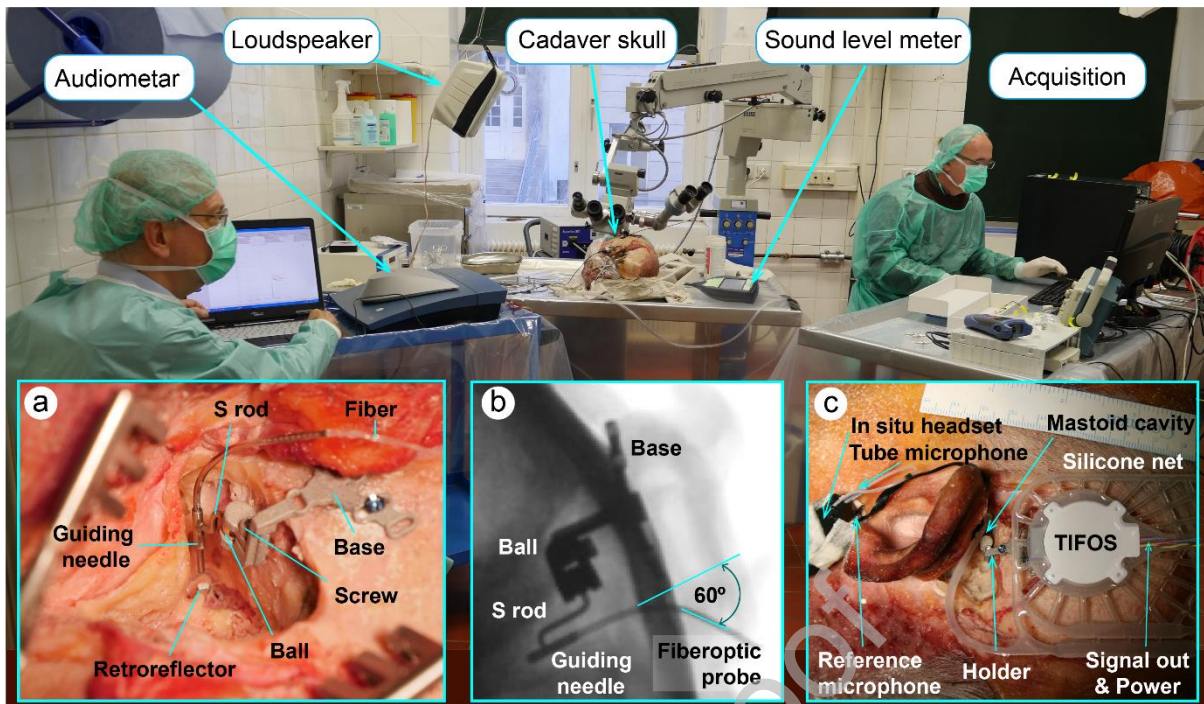 Loudspeaker
Cadaver skull
Sound level meter
Audiometar
Acquisition
a
S rod
Fiber
Guiding
needle
Base
Screw
Ball
Retroreflector
b
Base
Ball
S rod
60º
Guiding
needle
Fiberoptic
probe
c
In situ headset
Tube microphone
Mastoid cavity
Silicone net
TIFOS
Reference
microphone
Holder
Signal out
& Power